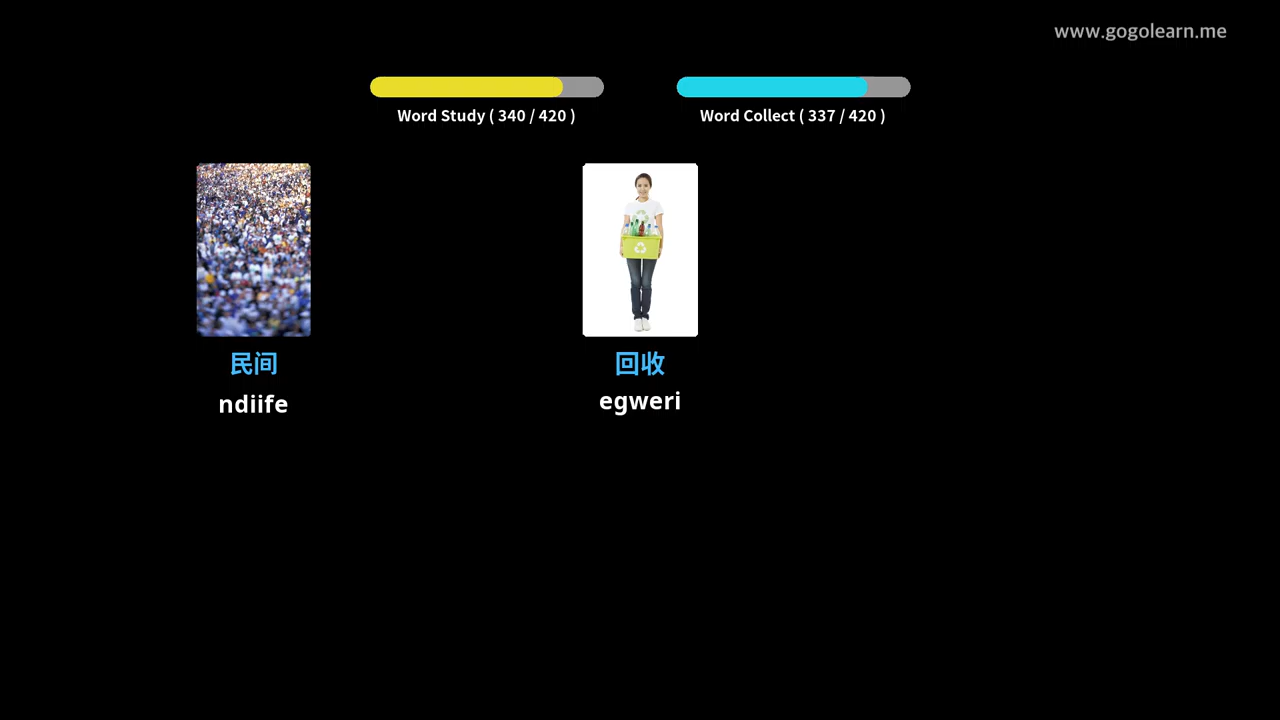 www.gogolearn.me
Word Study ( 340 / 420 )
Word Collect ( 337 / 420 )
民间
ndiife
回收
egweri